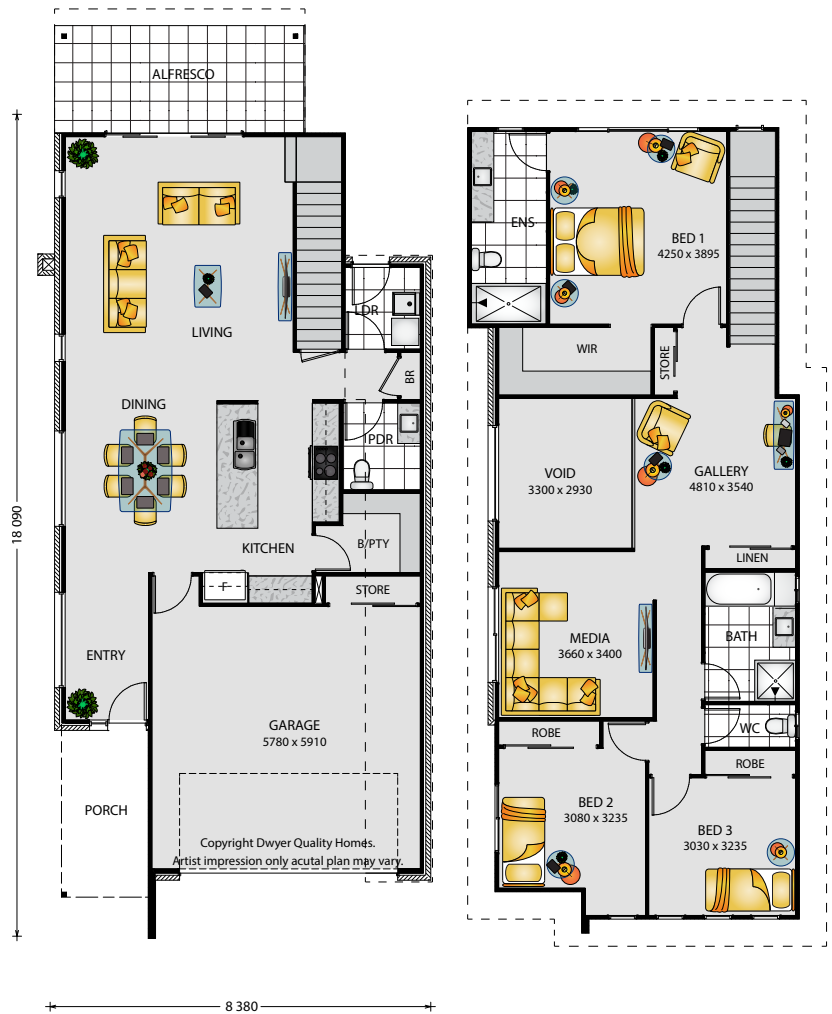 ALFRESCO
LIVING
LDR
BR
DINING
PDR
KITCHEN
B/PTY
F
STORE
ENTRY
GARAGE
5780 x 5910
PORCH
Copyright Dwyer Quality Homes.
Artist impression only acutal plan may vary.
18 090
8 380
ENS
BED 1
4250 x 3895
WIR
STORE
VOID
3300 x 2930
GALLERY
4810 x 3540
LINEN
MEDIA
3660 x 3400
BATH
WC
ROBE
ROBE
BED 2
3080 x 3235
BED 3
3030 x 3235